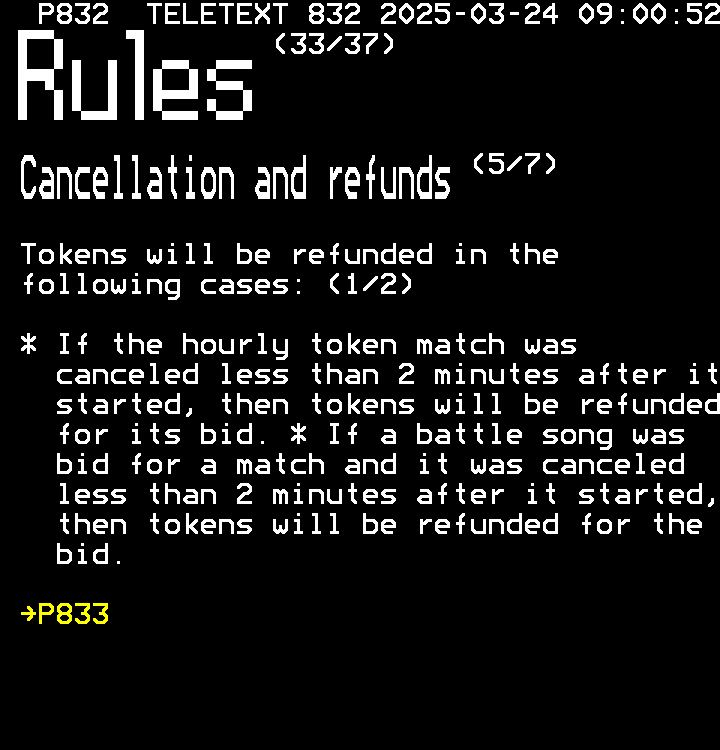 P832 TELETEXT 832 2025-03-24 09:00:52
Rules (33/37)
Cancellation and refunds (5/7)
Tokens will be refunded in the
following cases: (1/2)
* If the hourly token match was
canceled less than 2 minutes after it
started, then tokens will be refunded
for its bid. * If a battle song was
bid for a match and it was canceled
less than 2 minutes after it started,
then tokens will be refunded for the
bid.
→P833